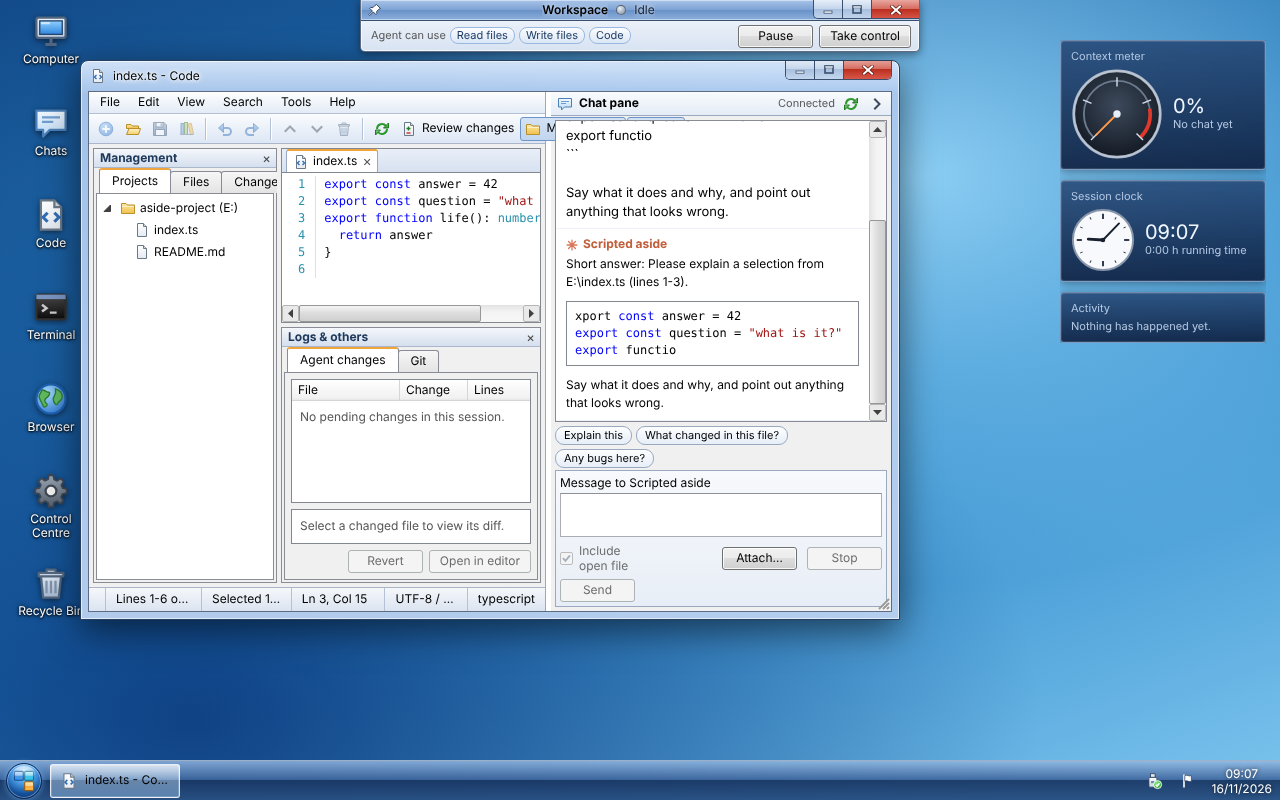 Workspace Idle
Agent can use Read files Write files Code Pause Take control
Computer
Chats
Code
Terminal
Browser
Control Centre
Recycle Bin
index.ts - Code
File Edit View Search Tools Help
Review changes
Management
Projects Files Change
aside-project (E:)
index.ts
README.md
index.ts
1 export const answer = 42
2 export const question = "what
3 export function life(): number
4 return answer
5 }
6
Logs & others
Agent changes Git
File Change Lines
No pending changes in this session.
Select a changed file to view its diff.
Revert Open in editor
Lines 1-6 o... Selected 1... Ln 3, Col 15 UTF-8 / ... typescript
Chat pane Connected
export functio
```
Say what it does and why, and point out
anything that looks wrong.
Scripted aside
Short answer: Please explain a selection from
E:\index.ts (lines 1-3).
xport const answer = 42
export const question = "what is it?"
export functio
Say what it does and why, and point out anything
that looks wrong.
Explain this What changed in this file?
Any bugs here?
Message to Scripted aside
Include
open file
Attach... Stop
Send
Context meter
0%
No chat yet
Session clock
09:07
0:00 h running time
Activity
Nothing has happened yet.
index.ts - Co...
09:07
16/11/2026